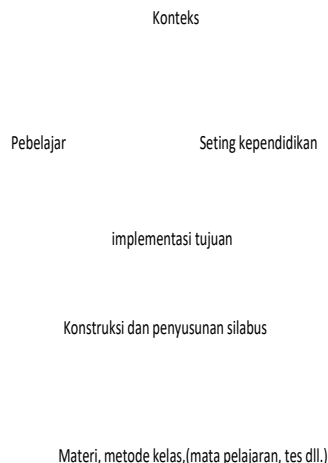 Konteks
Pebelajar Seting kependidikan
implementasi tujuan
Konstruksi dan penyusunan silabus
Materi, metode kelas,(mata pelajaran, tes dll.)